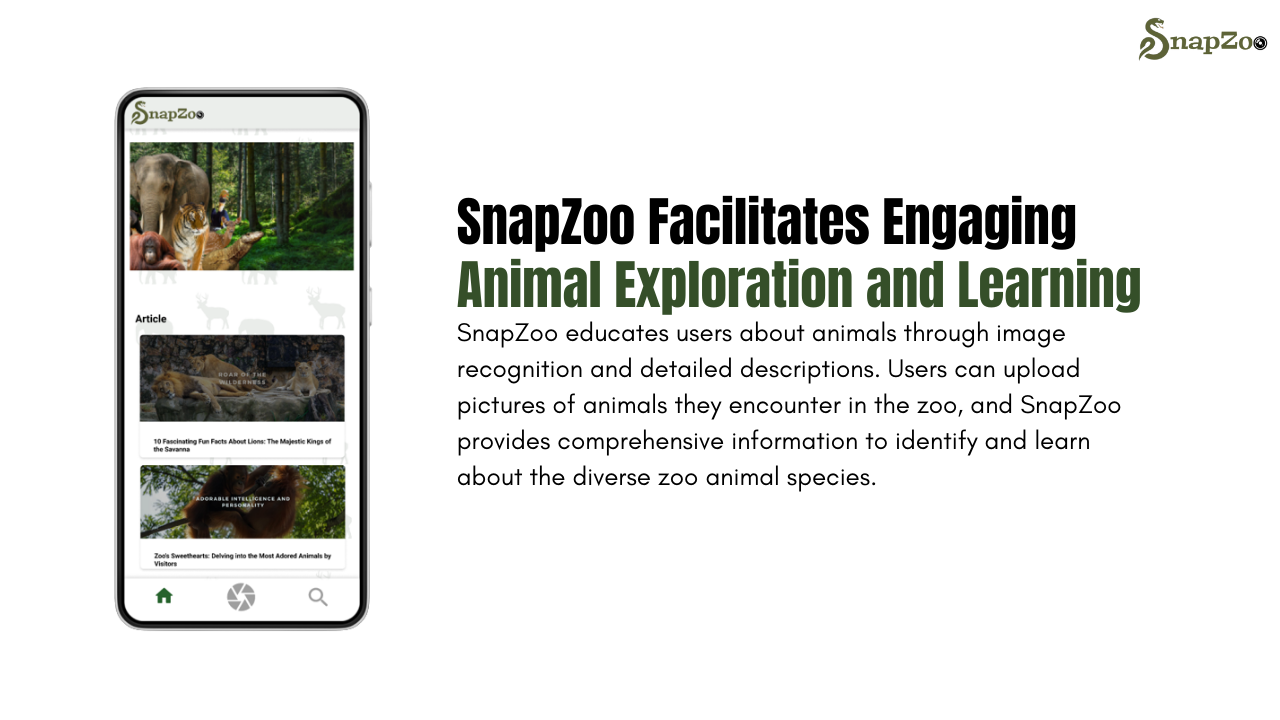 SnapZoo
SnapZoo
Article
ROAR OF THE
WILDERNESS
10 Fascinating Fun Facts About Lions: The Majestic Kings of
the Savanna
ADORABLE INTELLIGENCE AND
PERSONALITY
Zoo's Sweethearts: Delving into the Most Adored Animals by
Visitors
SnapZoo Facilitates Engaging
Animal Exploration and Learning
SnapZoo educates users about animals through image
recognition and detailed descriptions. Users can upload
pictures of animals they encounter in the zoo, and SnapZoo
provides comprehensive information to identify and learn
about the diverse zoo animal species.